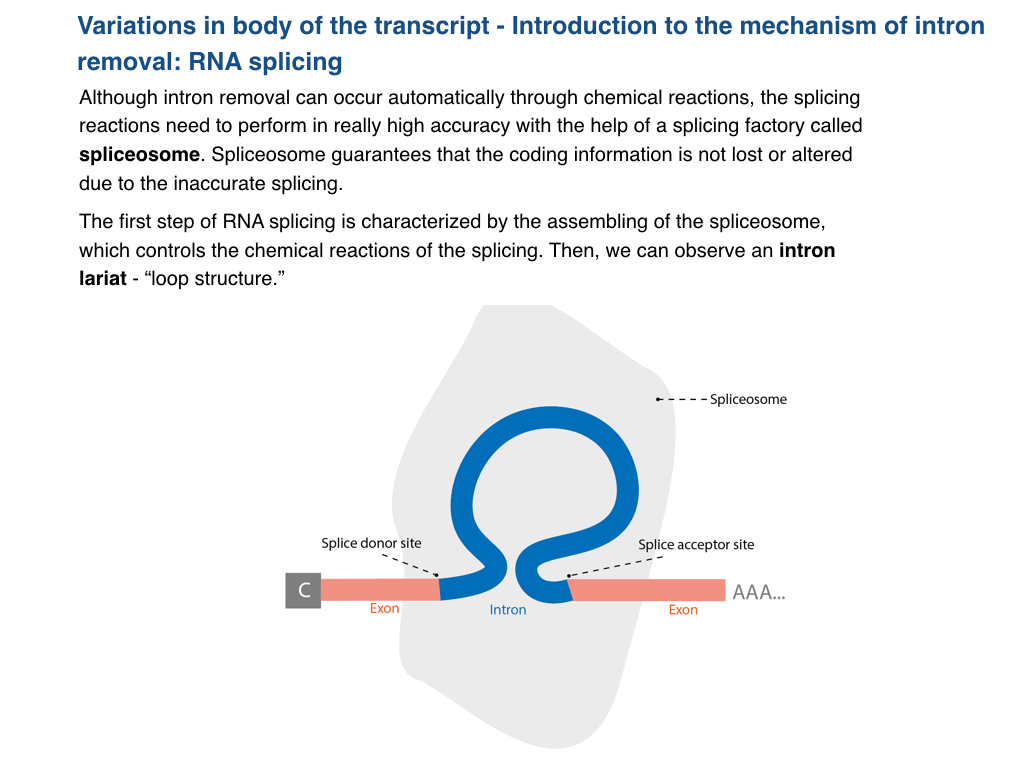 Variations in body of the transcript - Introduction to the mechanism of intron
removal: RNA splicing
Although intron removal can occur automatically through chemical reactions, the splicing
reactions need to perform in really high accuracy with the help of a splicing factory called
spliceosome. Spliceosome guarantees that the coding information is not lost or altered
due to the inaccurate splicing.
The first step of RNA splicing is characterized by the assembling of the spliceosome,
which controls the chemical reactions of the splicing. Then, we can observe an intron
lariat - “loop structure.”
Spliceosome
Splice donor site
Splice acceptor site
C
AAA...
Exon
Intron
Exon